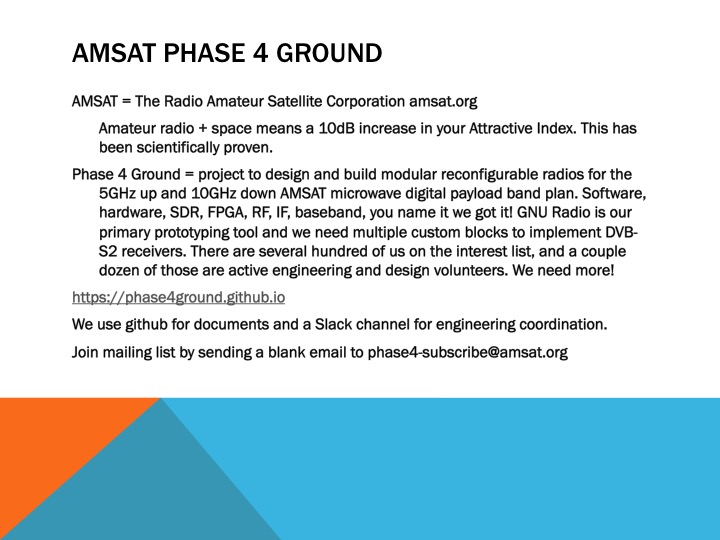 AMSAT PHASE 4 GROUND
AMSAT = The Radio Amateur Satellite Corporation amsat.org
Amateur radio + space means a 10dB increase in your Attractive Index. This has
been scientifically proven.
Phase 4 Ground = project to design and build modular reconfigurable radios for the
5GHz up and 10GHz down AMSAT microwave digital payload band plan. Software,
hardware, SDR, FPGA, RF, IF, baseband, you name it we got it! GNU Radio is our
primary prototyping tool and we need multiple custom blocks to implement DVB-
S2 receivers. There are several hundred of us on the interest list, and a couple
dozen of those are active engineering and design volunteers. We need more!
https://phase4ground.github.io
We use github for documents and a Slack channel for engineering coordination.
Join mailing list by sending a blank email to phase4-subscribe@amsat.org